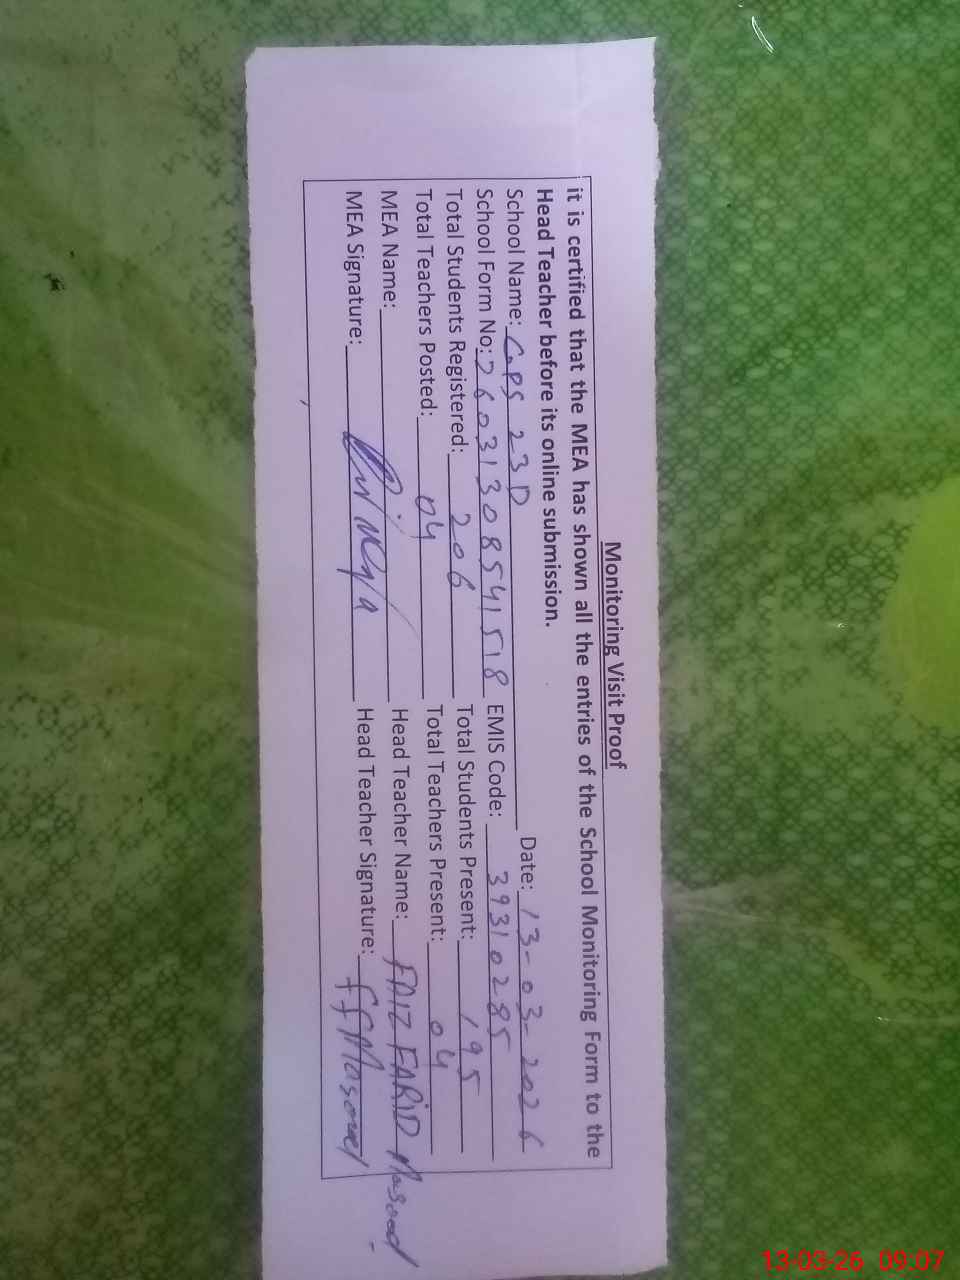 Monitoring Visit Proof
it is certified that the MEA has shown all the entries of the School Monitoring Form to the
Head Teacher before its online submission.
School Name: GPS 23 D Date: 13-03-2026
School Form No: 26031308541518 EMIS Code: 39310285
Total Students Registered: 206 Total Students Present: 195
Total Teachers Posted: 04 Total Teachers Present: 04
MEA Name: Head Teacher Name: FAIZ FARID Masood
MEA Signature: Head Teacher Signature: FFMasood
13-03-26 09:07